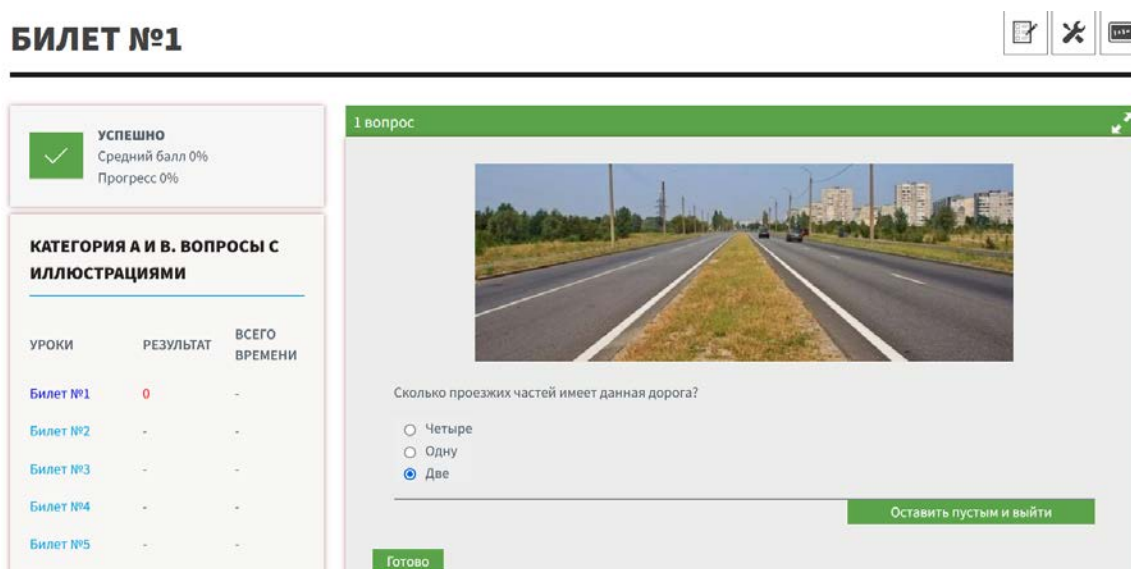 БИЛЕТ №1
УСПЕШНО
Средний балл 0%
Прогресс 0%
КАТЕГОРИЯ А И В. ВОПРОСЫ С
ИЛЛЮСТРАЦИЯМИ
УРОКИ РЕЗУЛЬТАТ ВСЕГО
ВРЕМЕНИ
Билет №1 0 -
Билет №2 - -
Билет №3 - -
Билет №4 - -
Билет №5 - -
1 вопрос
Сколько проезжих частей имеет данная дорога?
Четыре
Одну
Две
Оставить пустым и выйти
Готово